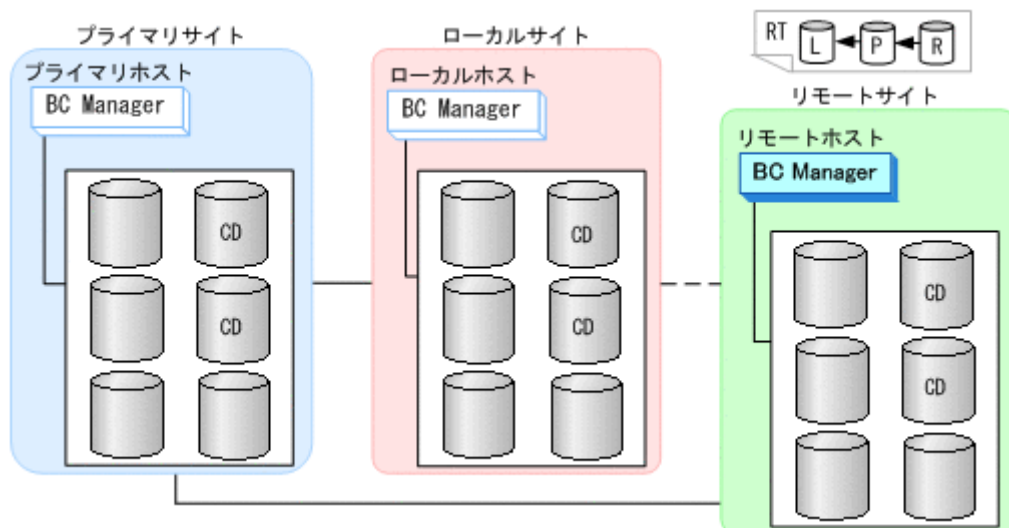 プライマリサイト
プライマリホスト
BC Manager
CD
CD
ローカルサイト
ローカルホスト
BC Manager
CD
CD
RT L P R
リモートサイト
リモートホスト
BC Manager
CD
CD